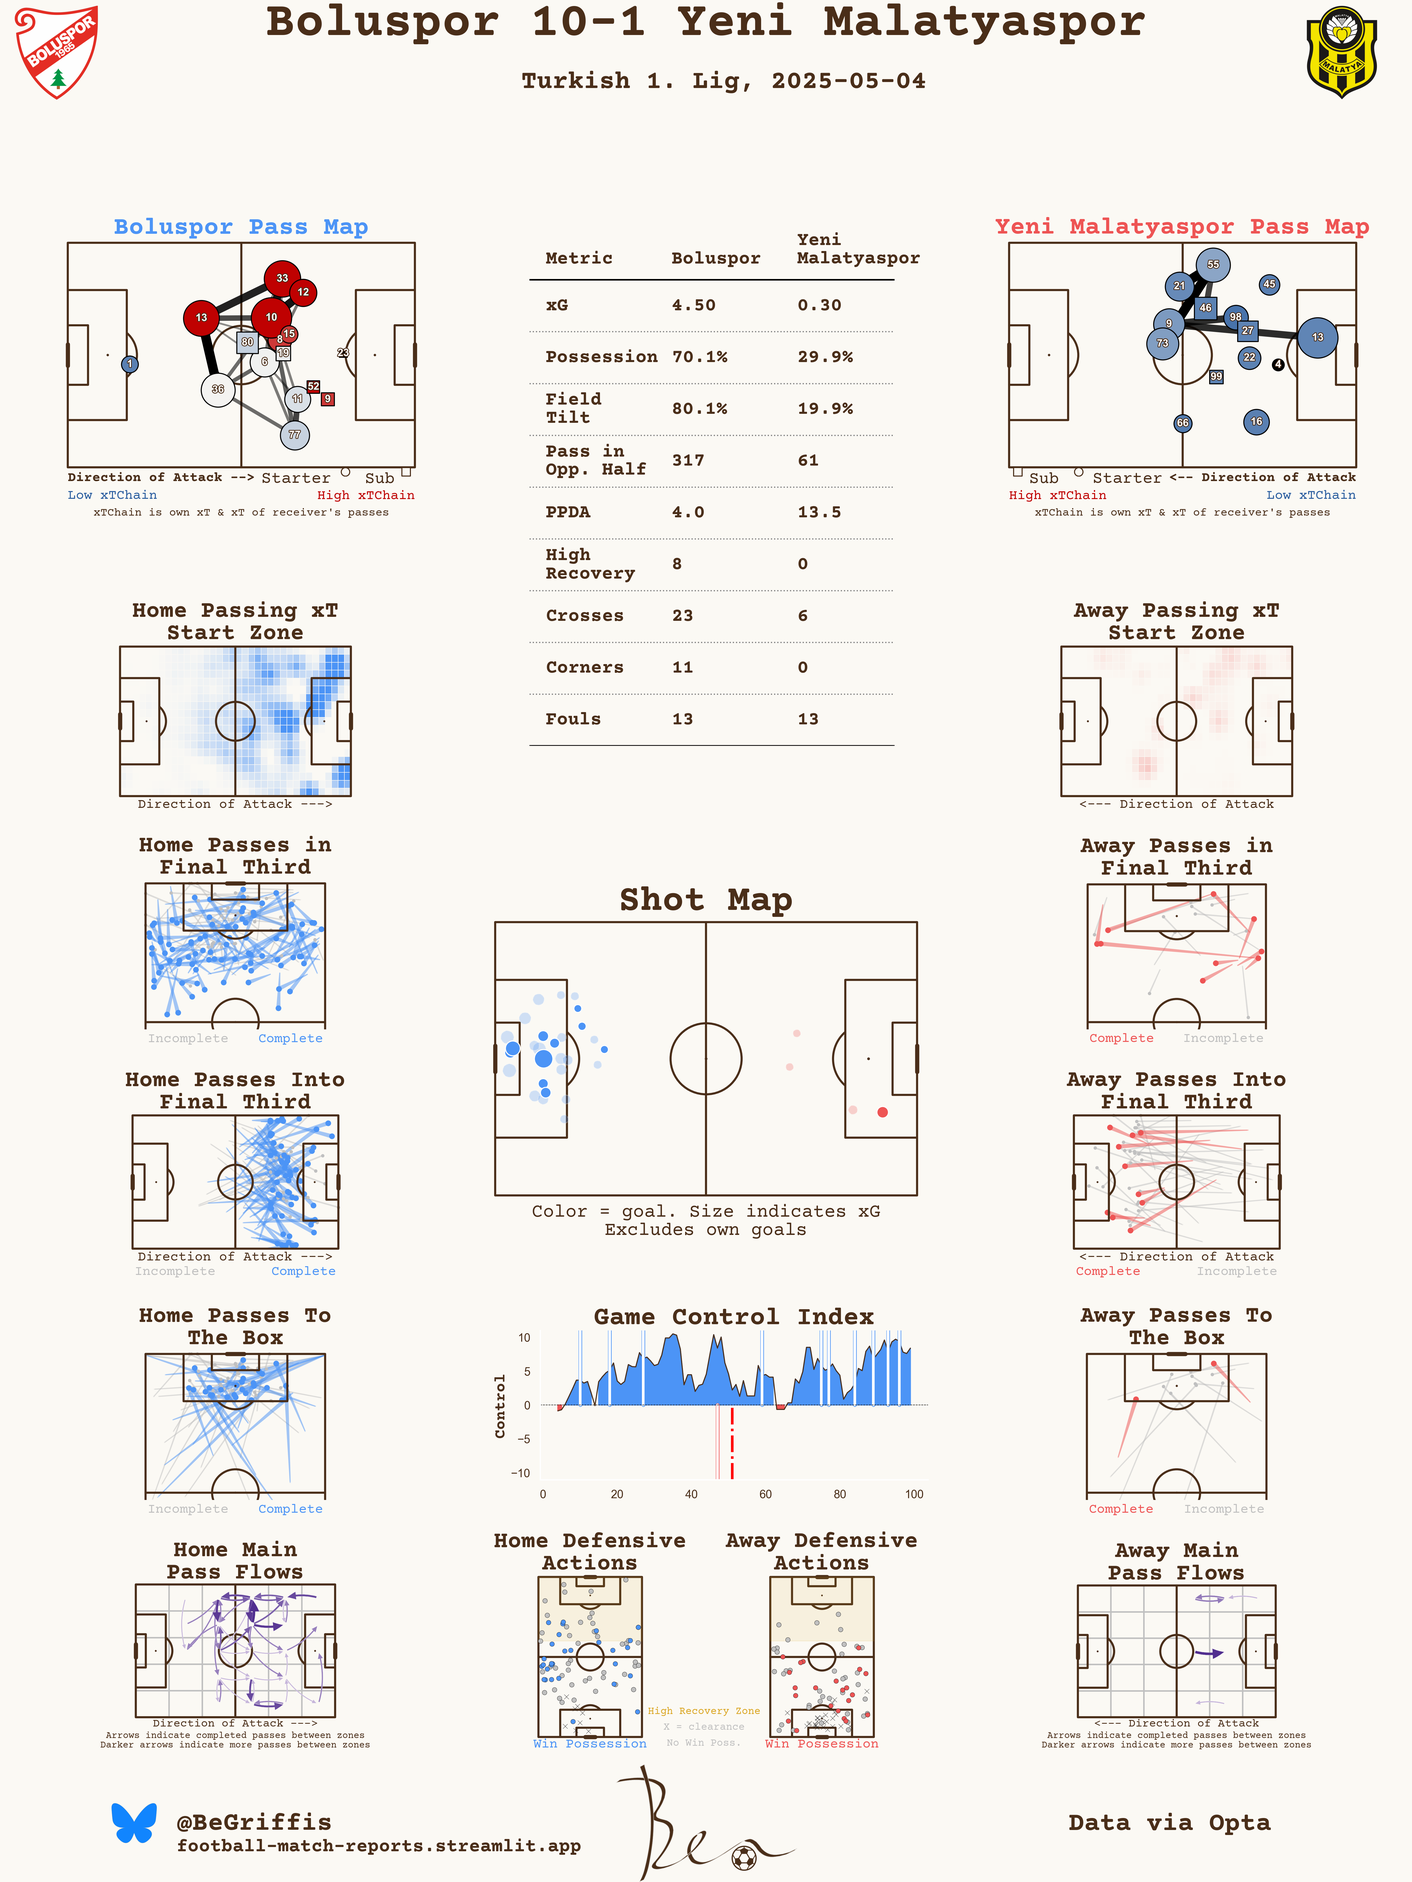 Boluspor 10-1 Yeni Malatyaspor
Turkish 1. Lig, 2025-05-04
BOLUSPOR
1965
MALATYA
Boluspor Pass Map
33
12
13
10
15
8
80
19
6
23
1
36
52
11
9
77
Direction of Attack --> Starter Sub
Low xTChain High xTChain
xTChain is own xT & xT of receiver's passes
Metric Boluspor Yeni Malatyaspor
xG 4.50 0.30
Possession 70.1% 29.9%
Field Tilt 80.1% 19.9%
Pass in Opp. Half 317 61
PPDA 4.0 13.5
High Recovery 8 0
Crosses 23 6
Corners 11 0
Fouls 13 13
Yeni Malatyaspor Pass Map
55
21
45
46
98
9
27
13
73
22
4
99
66
16
Sub Starter <-- Direction of Attack
High xTChain Low xTChain
xTChain is own xT & xT of receiver's passes
Home Passing xT
Start Zone
Direction of Attack --->
Away Passing xT
Start Zone
<--- Direction of Attack
Home Passes in
Final Third
Incomplete Complete
Away Passes in
Final Third
Complete Incomplete
Shot Map
Color = goal. Size indicates xG
Excludes own goals
Home Passes Into
Final Third
Direction of Attack --->
Incomplete Complete
Away Passes Into
Final Third
<--- Direction of Attack
Complete Incomplete
Home Passes To
The Box
Incomplete Complete
Game Control Index
Control
10
5
0
−5
−10
0 20 40 60 80 100
Away Passes To
The Box
Complete Incomplete
Home Main
Pass Flows
Direction of Attack --->
Arrows indicate completed passes between zones
Darker arrows indicate more passes between zones
Home Defensive
Actions
Win Possession
High Recovery Zone
X = clearance
No Win Poss.
Away Defensive
Actions
Win Possession
Away Main
Pass Flows
<--- Direction of Attack
Arrows indicate completed passes between zones
Darker arrows indicate more passes between zones
@BeGriffis
football-match-reports.streamlit.app
Ben
Data via Opta